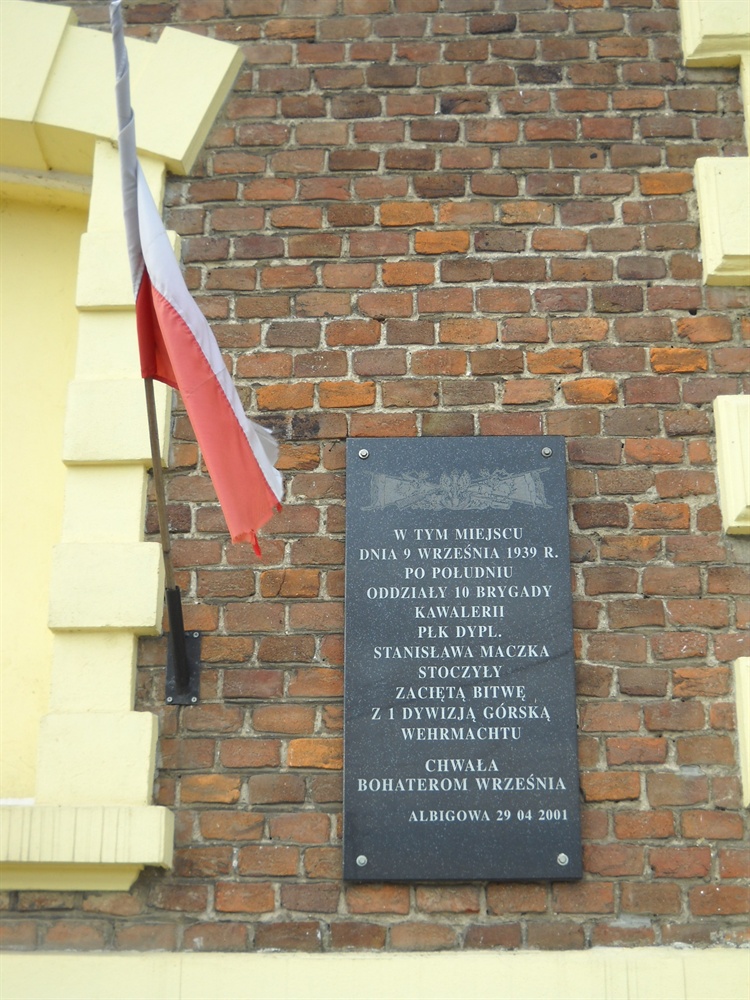 W TYM MIEJSCU
DNIA 9 WRZEŚNIA 1939 R.
PO POŁUDNIU
ODDZIAŁY 10 BRYGADY
KAWALERII
PŁK DYPL.
STANISŁAWA MACZKA
STOCZYŁY
ZACIĘTĄ BITWĘ
Z 1 DYWIZJĄ GÓRSKĄ
WEHRMACHTU
CHWAŁA
BOHATEROM WRZEŚNIA
ALBIGOWA 29 04 2001